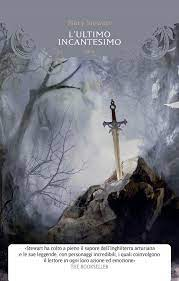 Mary Stewart
L'ULTIMO
INCANTESIMO
«Stewart ha colto a pieno il sapore dell'Inghilterra arturiana
e le sue leggende, con personaggi incredibili, i quali coinvolgono
il lettore in ogni loro azione ed emozione»
THE BOOKSELLER